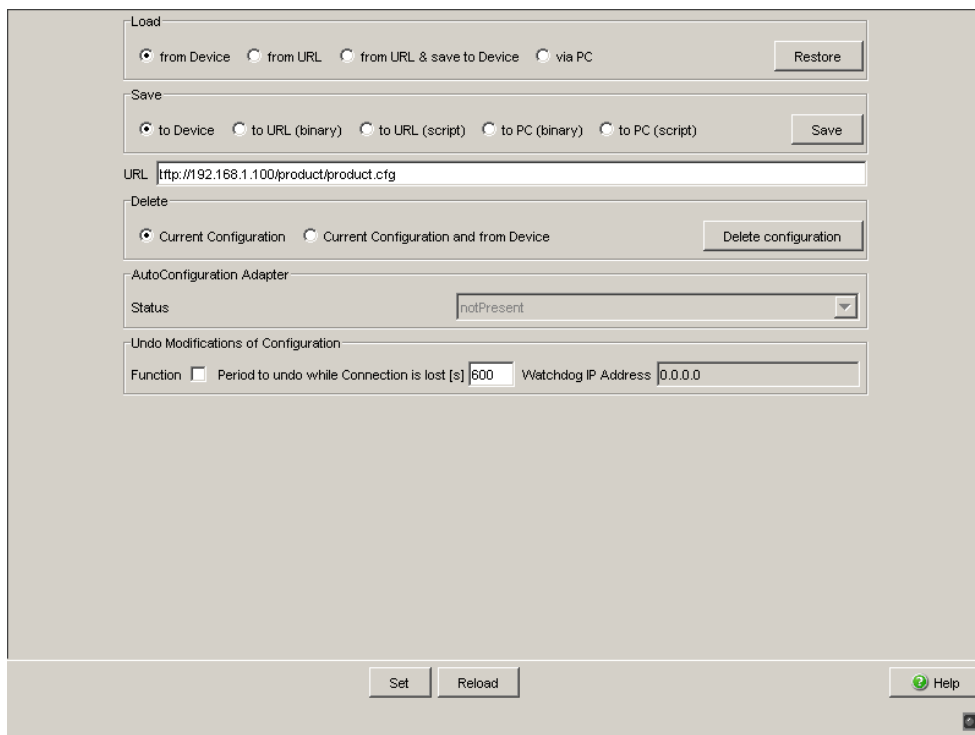 Load
from Device from URL from URL & save to Device via PC Restore
Save
to Device to URL (binary) to URL (script) to PC (binary) to PC (script) Save
URL tftp://192.168.1.100/product/product.cfg
Delete
Current Configuration Current Configuration and from Device Delete configuration
AutoConfiguration Adapter
Status notPresent
Undo Modifications of Configuration
Function Period to undo while Connection is lost [s] 600 Watchdog IP Address 0.0.0.0
Set Reload Help